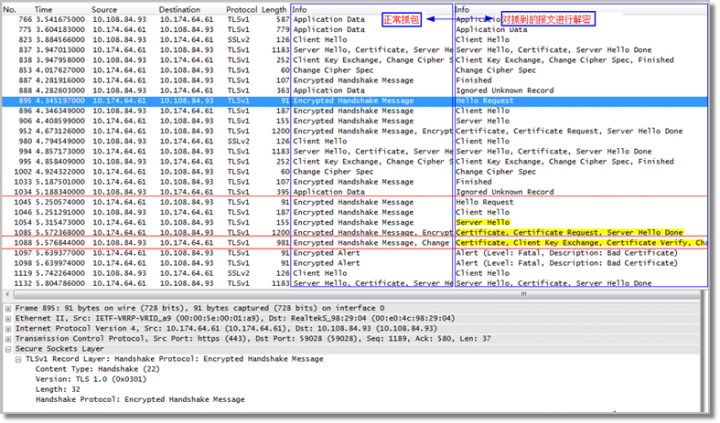 No. Time Source Destination Protocol Length Info Info
正常抓包 对抓到的报文进行解密
766 3.541675000 10.108.84.93 10.174.64.61 TLSv1 587 Application Data Applicatio
775 3.604183000 10.174.64.61 10.108.84.93 TLSv1 779 Application Data Application Data
823 3.884566000 10.108.84.93 10.174.64.61 SSLv2 126 Client Hello Client Hello
837 3.947013000 10.174.64.61 10.108.84.93 TLSv1 1183 Server Hello, Certificate, Server He Server Hello, Certificate, Server Hello Done
838 3.947958000 10.108.84.93 10.174.64.61 TLSv1 252 Client Key Exchange, Change Cipher S Client Key Exchange, Change Cipher Spec, Finished
853 4.017627000 10.174.64.61 10.108.84.93 TLSv1 60 Change Cipher Spec Change Cipher Spec
887 4.281916000 10.174.64.61 10.108.84.93 TLSv1 107 Encrypted Handshake Message Finished
888 4.282603000 10.108.84.93 10.174.64.61 TLSv1 363 Application Data Ignored Unknown Record
895 4.345197000 10.174.64.61 10.108.84.93 TLSv1 91 Encrypted Handshake Message Hello Request
896 4.346349000 10.108.84.93 10.174.64.61 TLSv1 187 Encrypted Handshake Message Client Hello
906 4.408599000 10.174.64.61 10.108.84.93 TLSv1 155 Encrypted Handshake Message Server Hello
952 4.673126000 10.174.64.61 10.108.84.93 TLSv1 1200 Encrypted Handshake Message, Encrypt Certificate, Certificate Request, Server Hello Done
980 4.794549000 10.108.84.93 10.174.64.61 SSLv2 126 Client Hello Client Hello
994 4.857173000 10.174.64.61 10.108.84.93 TLSv1 1183 Server Hello, Certificate, Server He Server Hello, Certificate, Server Hello Done
995 4.858409000 10.108.84.93 10.174.64.61 TLSv1 252 Client Key Exchange, Change Cipher S Client Key Exchange, Change Cipher Spec, Finished
1002 4.924322000 10.174.64.61 10.108.84.93 TLSv1 60 Change Cipher Spec Change Cipher Spec
1033 5.187501000 10.174.64.61 10.108.84.93 TLSv1 107 Encrypted Handshake Message Finished
1034 5.188340000 10.108.84.93 10.174.64.61 TLSv1 395 Application Data Ignored Unknown Record
1045 5.250574000 10.174.64.61 10.108.84.93 TLSv1 91 Encrypted Handshake Message Hello Request
1046 5.251291000 10.108.84.93 10.174.64.61 TLSv1 187 Encrypted Handshake Message Client Hello
1054 5.315473000 10.174.64.61 10.108.84.93 TLSv1 155 Encrypted Handshake Message Server Hello
1085 5.572368000 10.174.64.61 10.108.84.93 TLSv1 1200 Encrypted Handshake Message, Encrypt Certificate, Certificate Request, Server Hello Done
1088 5.576844000 10.108.84.93 10.174.64.61 TLSv1 981 Encrypted Handshake Message, Change Certificate, Client Key Exchange, Certificate Verify, Cha
1097 5.639377000 10.174.64.61 10.108.84.93 TLSv1 91 Encrypted Alert Alert (Level: Fatal, Description: Bad Certificate)
1098 5.639974000 10.174.64.61 10.108.84.93 TLSv1 91 Encrypted Alert Alert (Level: Fatal, Description: Bad Certificate)
1119 5.742264000 10.108.84.93 10.174.64.61 SSLv2 126 Client Hello Client Hello
1132 5.804786000 10.174.64.61 10.108.84.93 TLSv1 1183 Server Hello, Certificate, Server He Server Hello, Certificate, Server Hello Done
Frame 895: 91 bytes on wire (728 bits), 91 bytes captured (728 bits) on interface 0
Ethernet II, Src: IETF-VRRP-VRID_a9 (00:00:5e:00:01:a9), Dst: RealtekS_98:29:04 (00:e0:4c:98:29:04)
Internet Protocol Version 4, Src: 10.174.64.61 (10.174.64.61), Dst: 10.108.84.93 (10.108.84.93)
Transmission Control Protocol, Src Port: https (443), Dst Port: 59028 (59028), Seq: 1189, Ack: 580, Len: 37
Secure Sockets Layer
TLSv1 Record Layer: Handshake Protocol: Encrypted Handshake Message
Content Type: Handshake (22)
Version: TLS 1.0 (0x0301)
Length: 32
Handshake Protocol: Encrypted Handshake Message